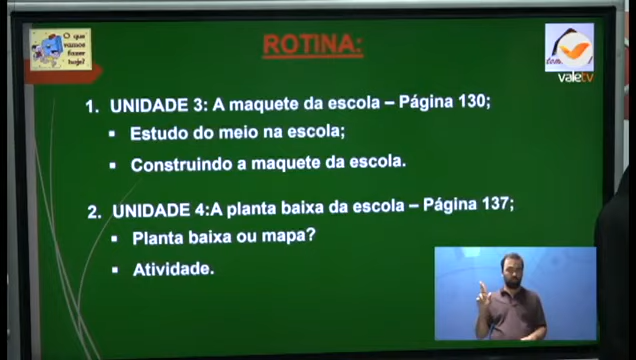 O que
vamos
fazer
hoje?
ROTINA:
valetv
1. UNIDADE 3: A maquete da escola – Página 130;
▪ Estudo do meio na escola;
▪ Construindo a maquete da escola.
2. UNIDADE 4:A planta baixa da escola – Página 137;
▪ Planta baixa ou mapa?
▪ Atividade.